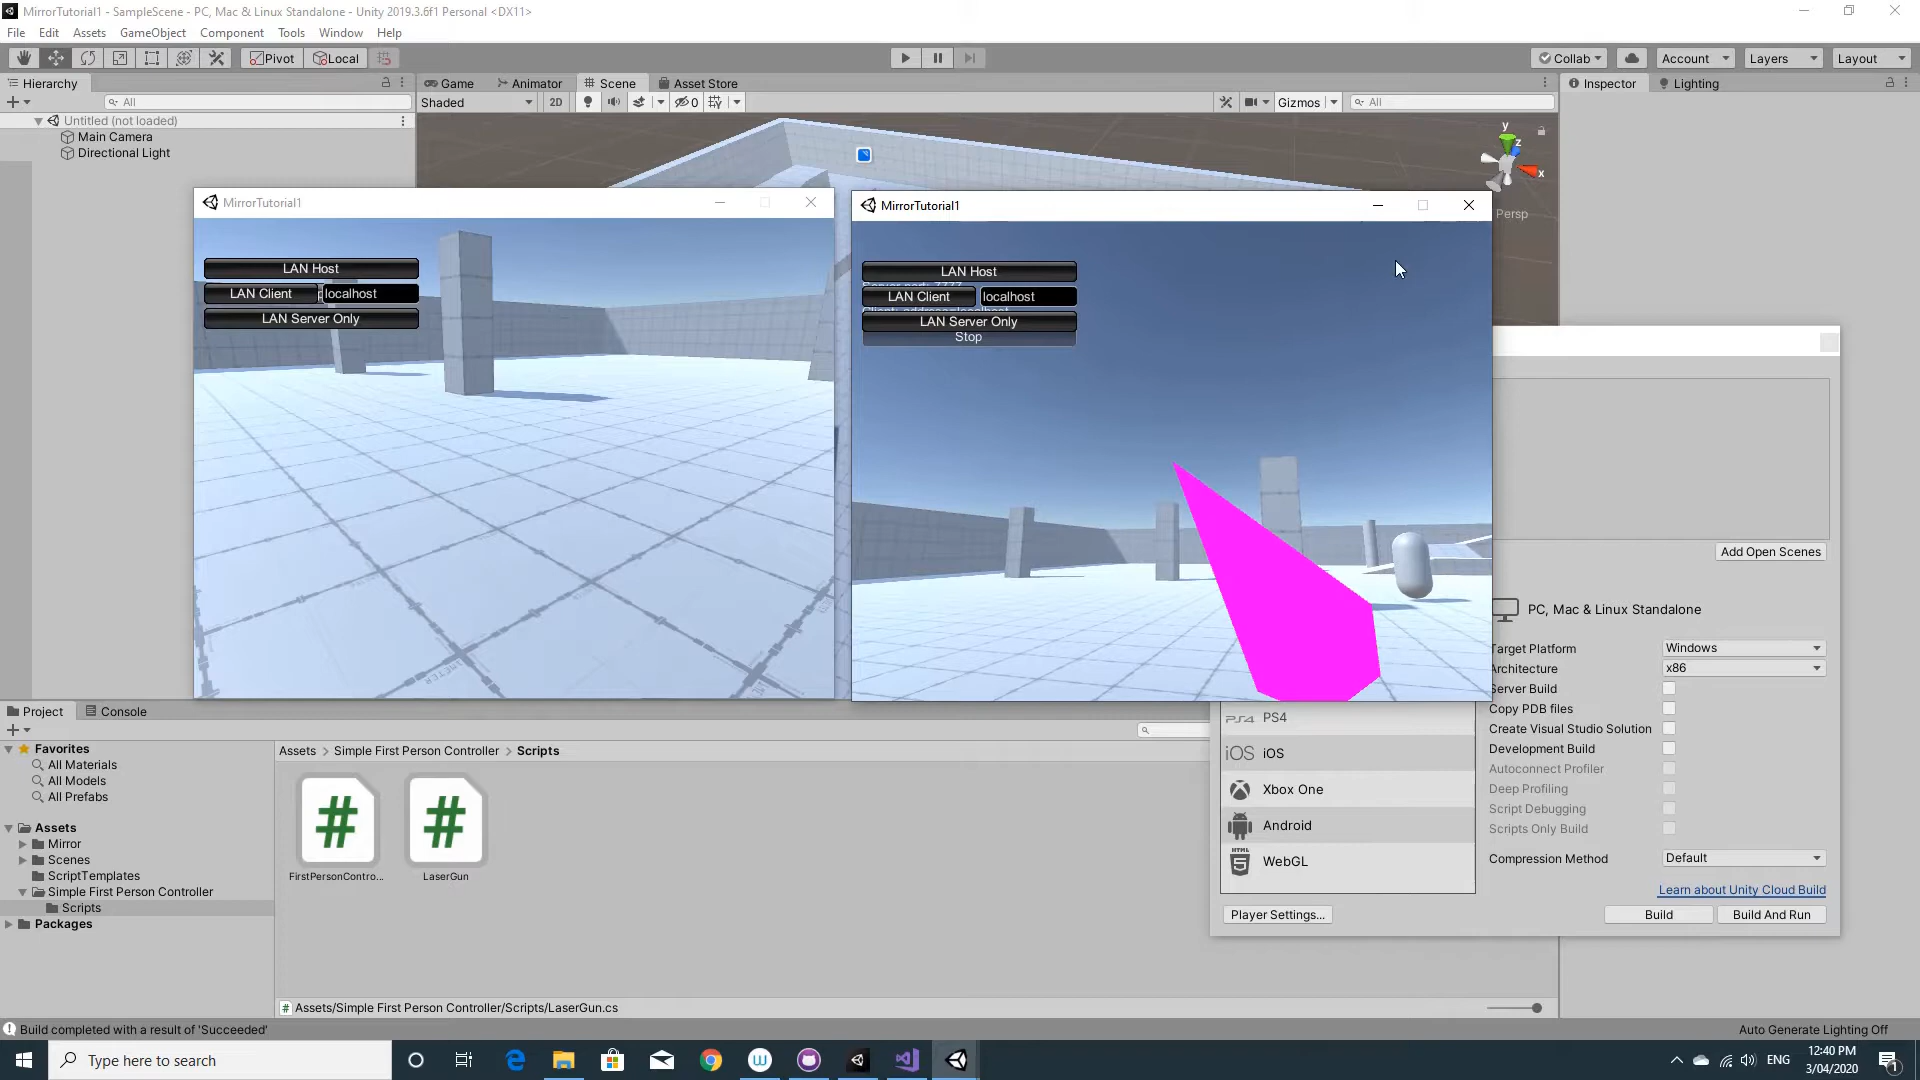 MirrorTutorial1 - SampleScene - PC, Mac & Linux Standalone - Unity 2019.3.6f1 Personal <DX11>
File Edit Assets GameObject Component Tools Window Help
Pivot Local Collab Account Layers Layout
Hierarchy Game Animator Scene Asset Store Inspector Lighting
All Shaded 2D 0 Gizmos All
Untitled (not loaded)
Main Camera
Directional Light
y
z
x
Persp
MirrorTutorial1
LAN Host
LAN Client localhost
LAN Server Only
MirrorTutorial1
LAN Host
LAN Client localhost
LAN Server Only
Stop
Add Open Scenes
PC, Mac & Linux Standalone
Target Platform Windows
Architecture x86
Server Build
Copy PDB files
Create Visual Studio Solution
Development Build
Autoconnect Profiler
Deep Profiling
Script Debugging
Scripts Only Build
Compression Method Default
Learn about Unity Cloud Build
Build Build And Run
PS4 PS4
iOS iOS
Xbox One
Android
HTML 5 WebGL
Player Settings...
Project Console
Favorites
All Materials
All Models
All Prefabs
Assets
Mirror
Scenes
ScriptTemplates
Simple First Person Controller
Scripts
Packages
Assets > Simple First Person Controller > Scripts
# #
FirstPersonContro... LaserGun
# Assets/Simple First Person Controller/Scripts/LaserGun.cs
Build completed with a result of 'Succeeded'
Auto Generate Lighting Off
Type here to search
ENG
12:40 PM
3/04/2020
1